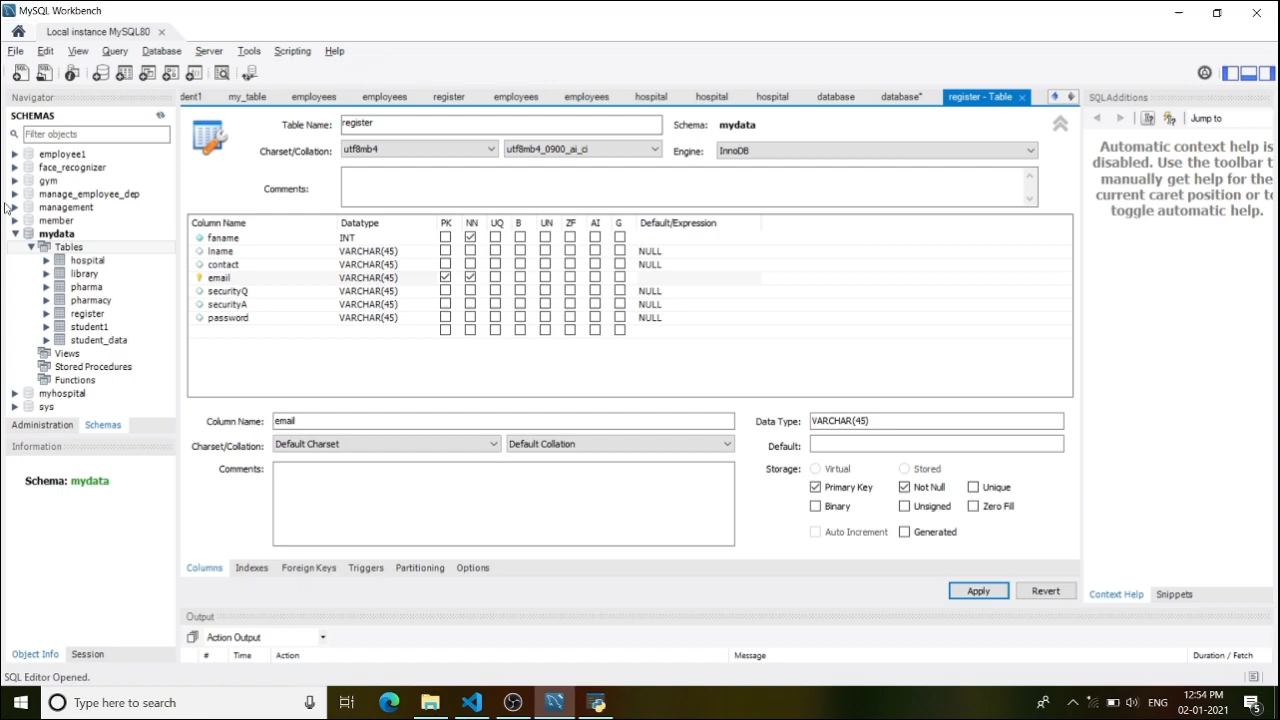 MySQL Workbench
Local instance MySQL80
File Edit View Query Database Server Tools Scripting Help
Navigator
SCHEMAS
Filter objects
employee1
face_recognizer
gym
manage_employee_dep
management
member
mydata
Tables
hospital
library
pharma
pharmacy
register
student1
student_data
Views
Stored Procedures
Functions
myhospital
sys
Administration Schemas
Information
Schema: mydata
Object Info Session
SQL Editor Opened.
dent1 my_table employees employees register employees employees hospital hospital hospital database database* register - Table
Table Name: register Schema: mydata
Charset/Collation: utf8mb4 utf8mb4_0900_ai_ci Engine: InnoDB
Comments:
Column Name Datatype PK NN UQ B UN ZF AI G Default/Expression
faname INT
lname VARCHAR(45) NULL
contact VARCHAR(45) NULL
email VARCHAR(45)
securityQ VARCHAR(45) NULL
securityA VARCHAR(45) NULL
password VARCHAR(45) NULL
Column Name: email Data Type: VARCHAR(45)
Charset/Collation: Default Charset Default Collation Default:
Comments: Storage: Virtual Stored
Primary Key Not Null Unique
Binary Unsigned Zero Fill
Auto Increment Generated
Columns Indexes Foreign Keys Triggers Partitioning Options
Apply Revert
Output
Action Output
# Time Action Message Duration / Fetch
SQLAdditions
Jump to
Automatic context help is
disabled. Use the toolbar t
manually get help for the
current caret position or to
toggle automatic help.
Context Help Snippets
Type here to search
ENG
12:54 PM
02-01-2021
5